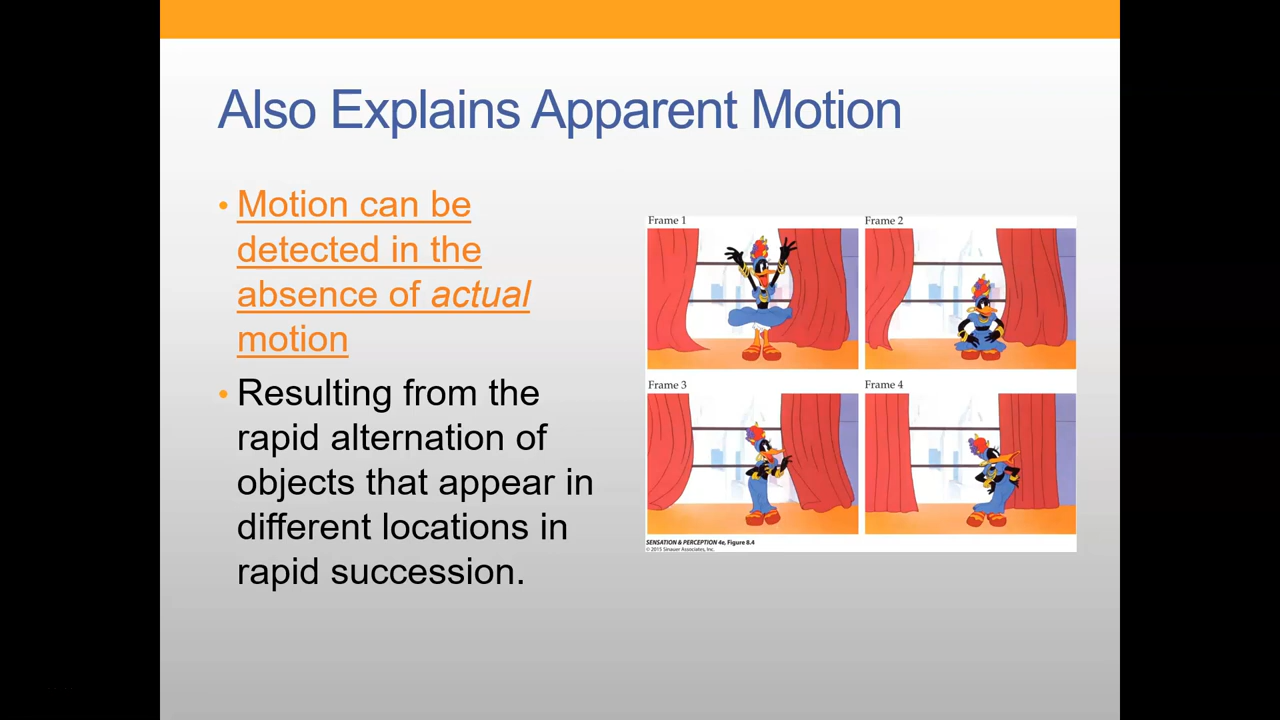 Also Explains Apparent Motion
• Motion can be
detected in the
absence of actual
motion
• Resulting from the
rapid alternation of
objects that appear in
different locations in
rapid succession.
Frame 1
Frame 2
Frame 3
Frame 4
SENSATION & PERCEPTION 4e, Figure 8.4
© 2015 Sinauer Associates, Inc.